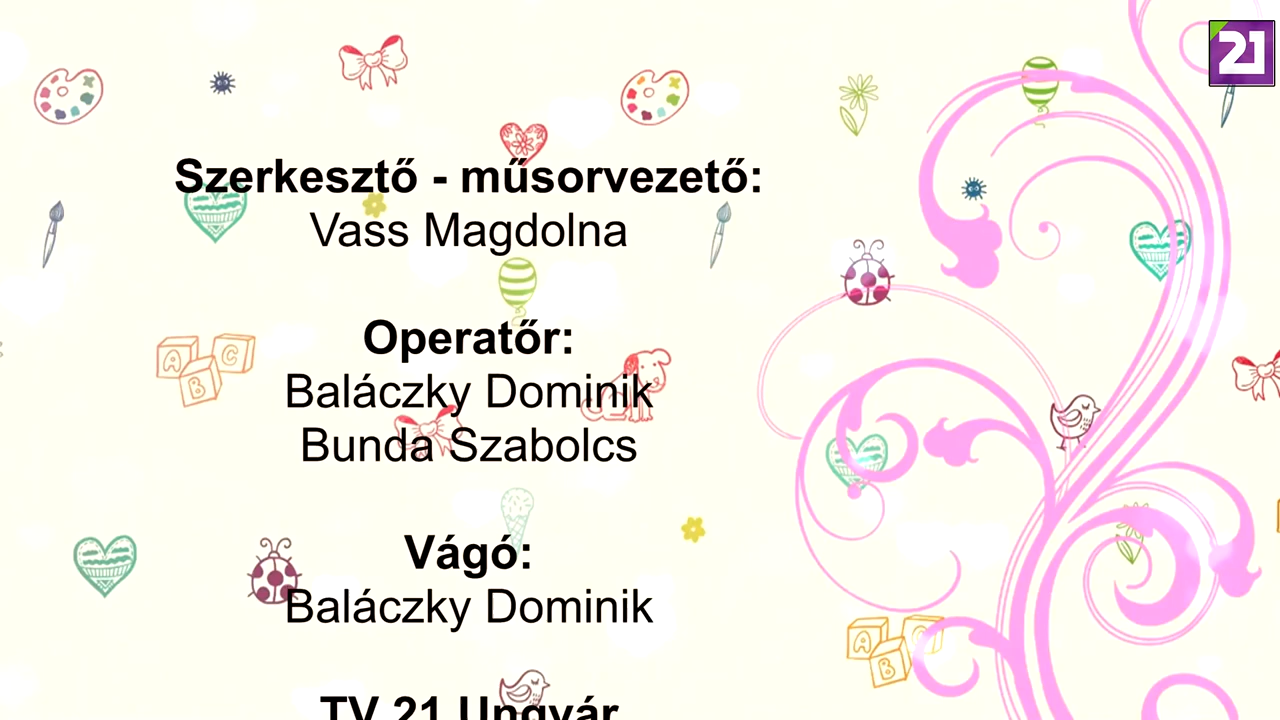 21
Szerkesztő - műsorvezető:
Vass Magdolna
Operatőr:
Baláczky Dominik
Bunda Szabolcs
Vágó:
Baláczky Dominik
TV 21 Ungvár
A C
B
A C
B